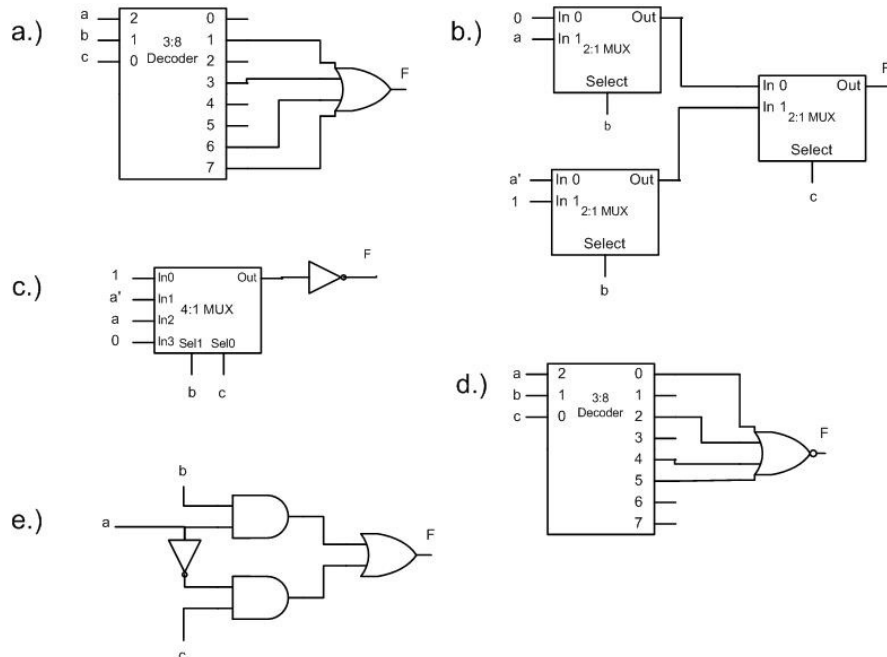 a.)
a 2 0
b 1 3:8 1
c 0 Decoder 2
3
4
5
6
7
F
b.)
0 In 0 Out
a In 1
2:1 MUX
Select
b
a' In 0 Out
1 In 1
2:1 MUX
Select
b
In 0 Out
In 1
2:1 MUX
Select
c
F
c.)
1 In0 Out
a' In1
4:1 MUX
a In2
0 In3 Sel1 Sel0
b c
F
d.)
a 2 0
b 1 3:8 1
c 0 Decoder 2
3
4
5
6
7
F
e.)
b
a
c
F